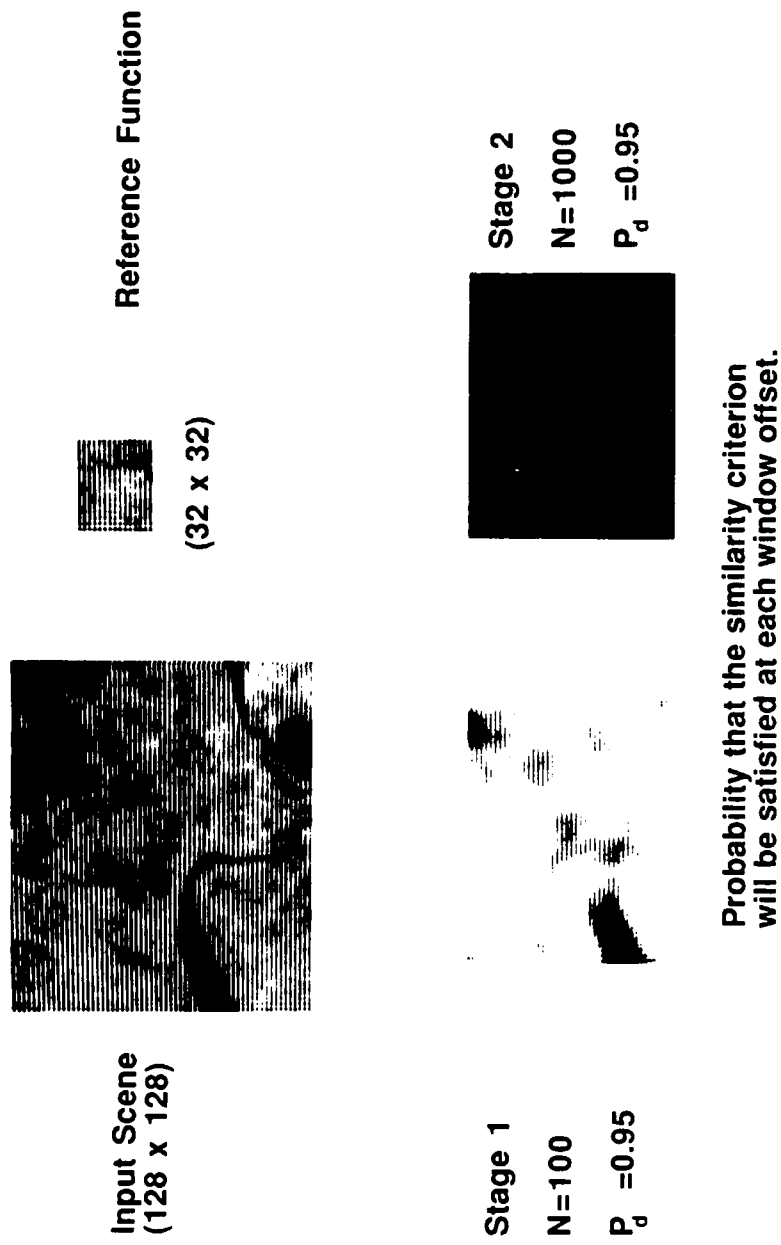 Input Scene
(128 x 128)
Reference Function
(32 x 32)
Stage 1
N=100
P_d =0.95
Stage 2
N=1000
P_d =0.95
Probability that the similarity criterion
will be satisfied at each window offset.